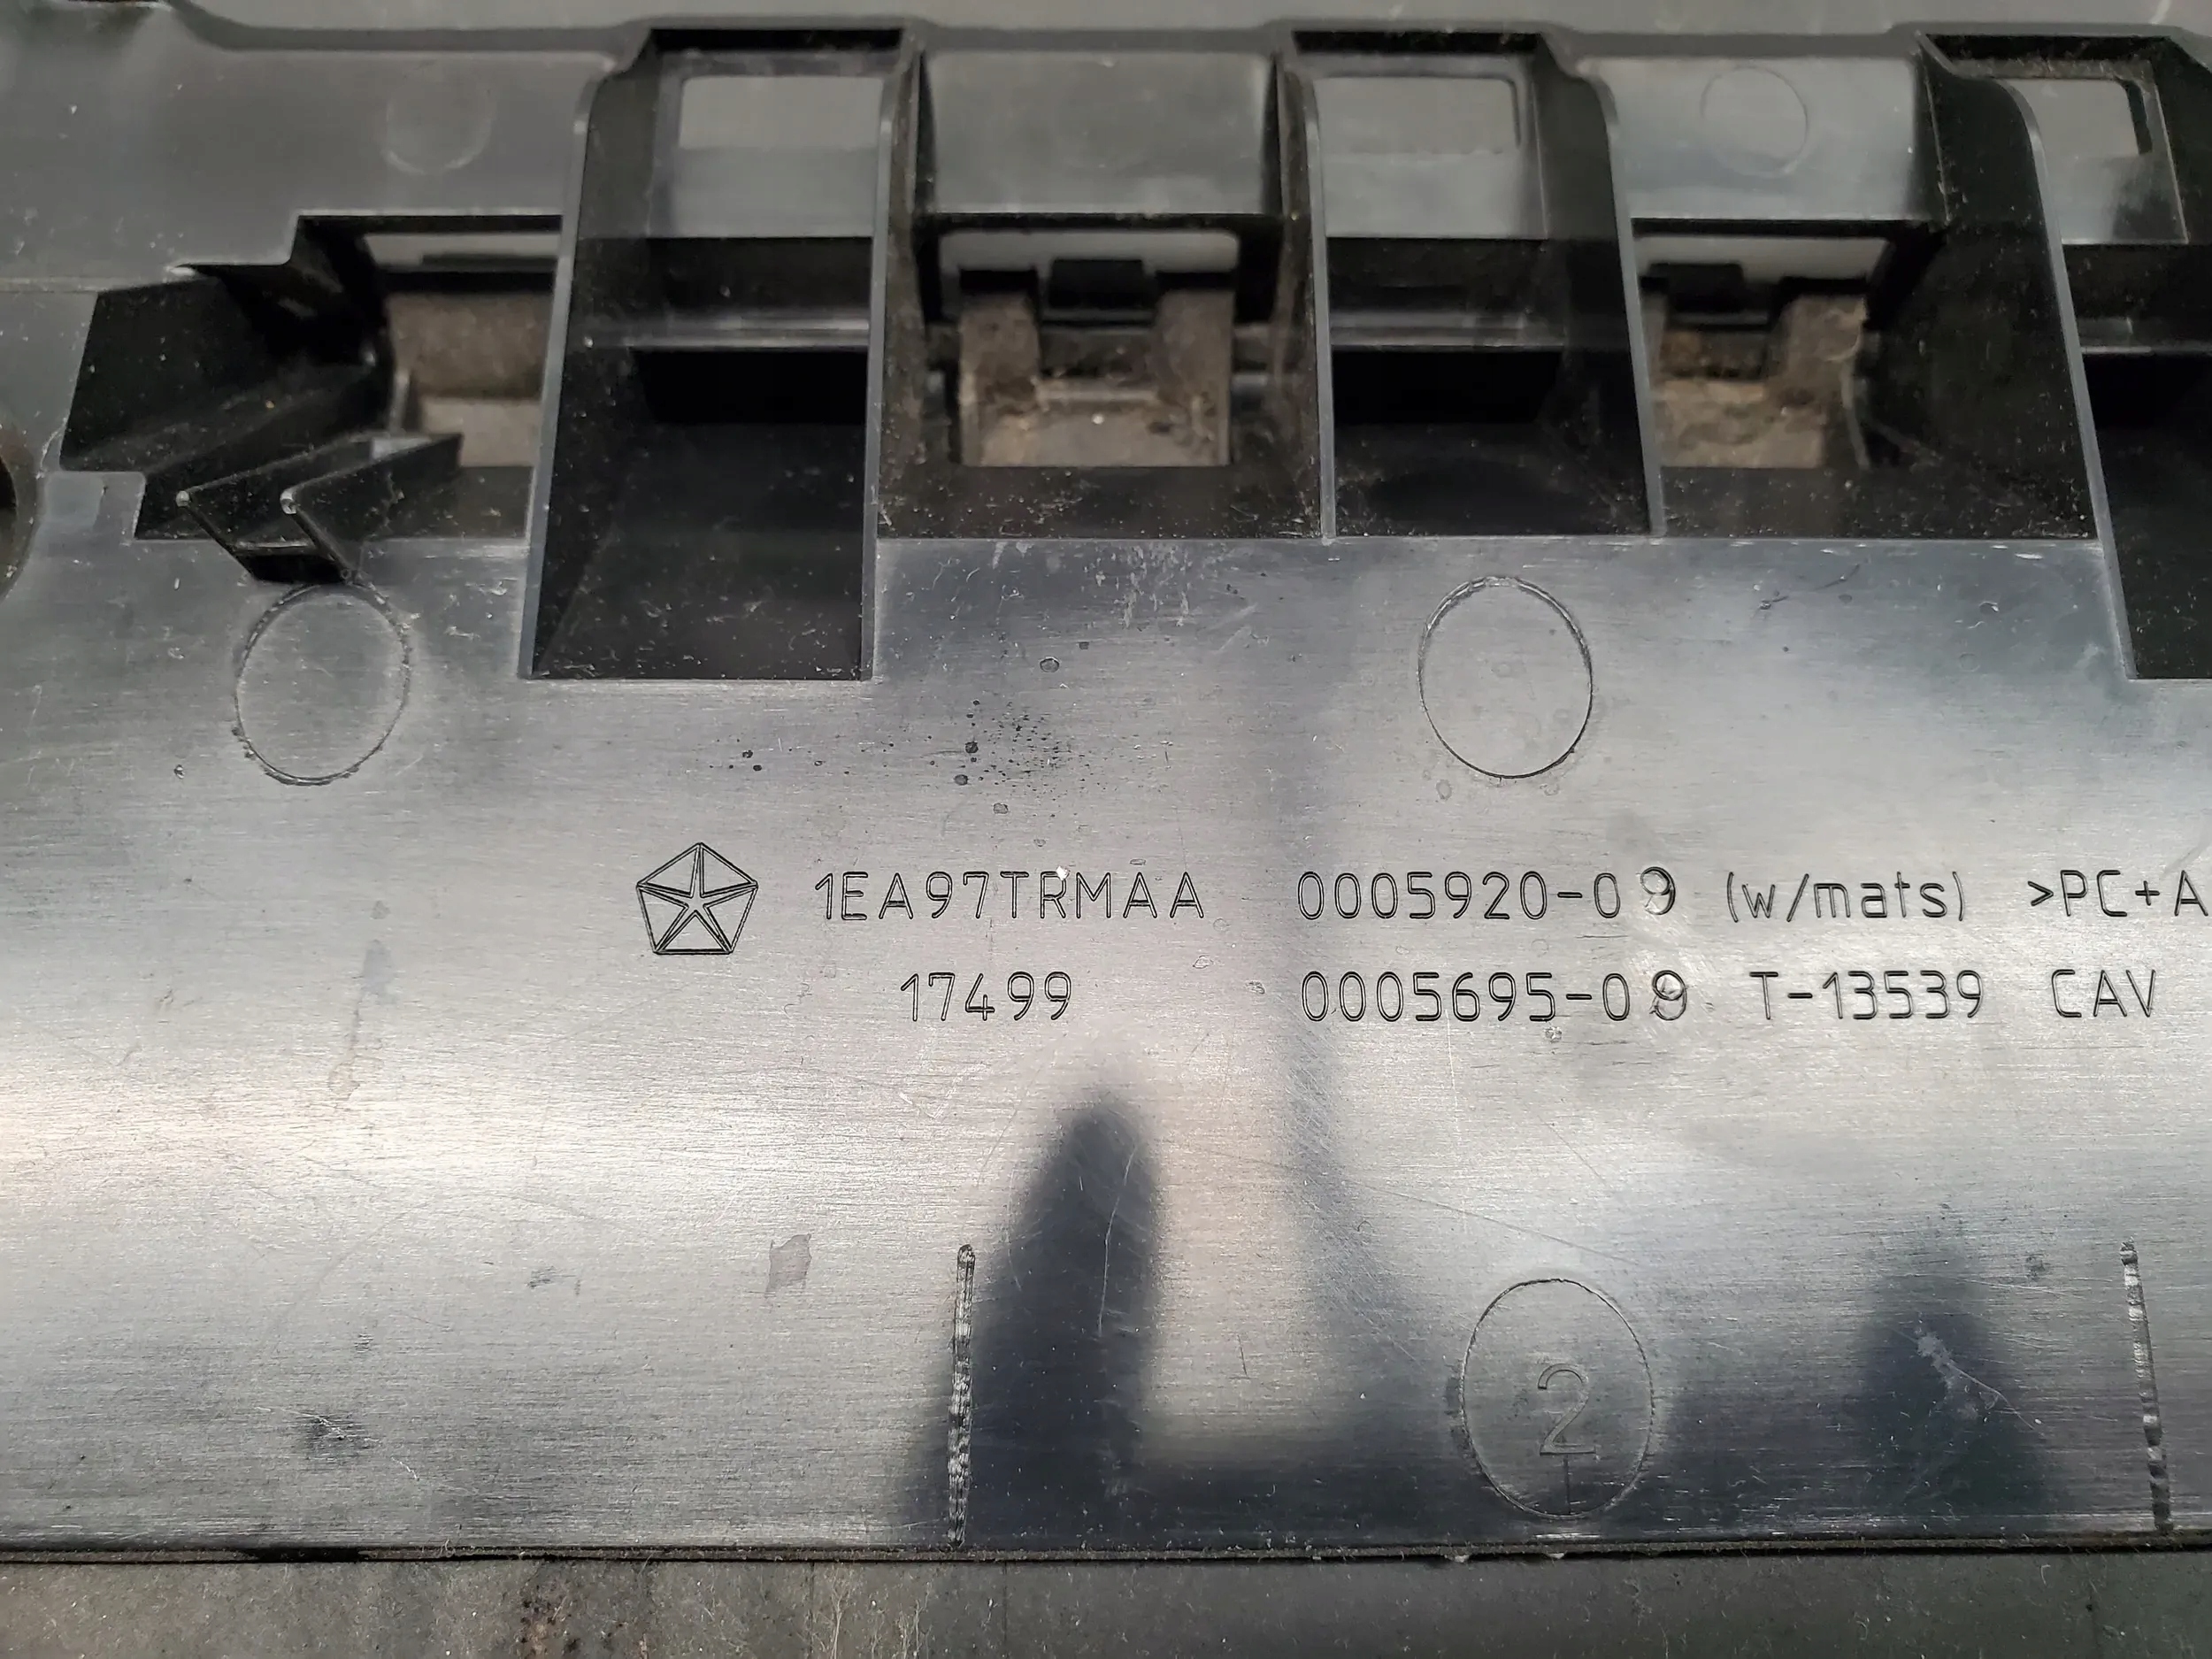 1EA97TRMAA 0005920-09 (w/mats) >PC+A
17499 0005695-09 T-13539 CAV
2